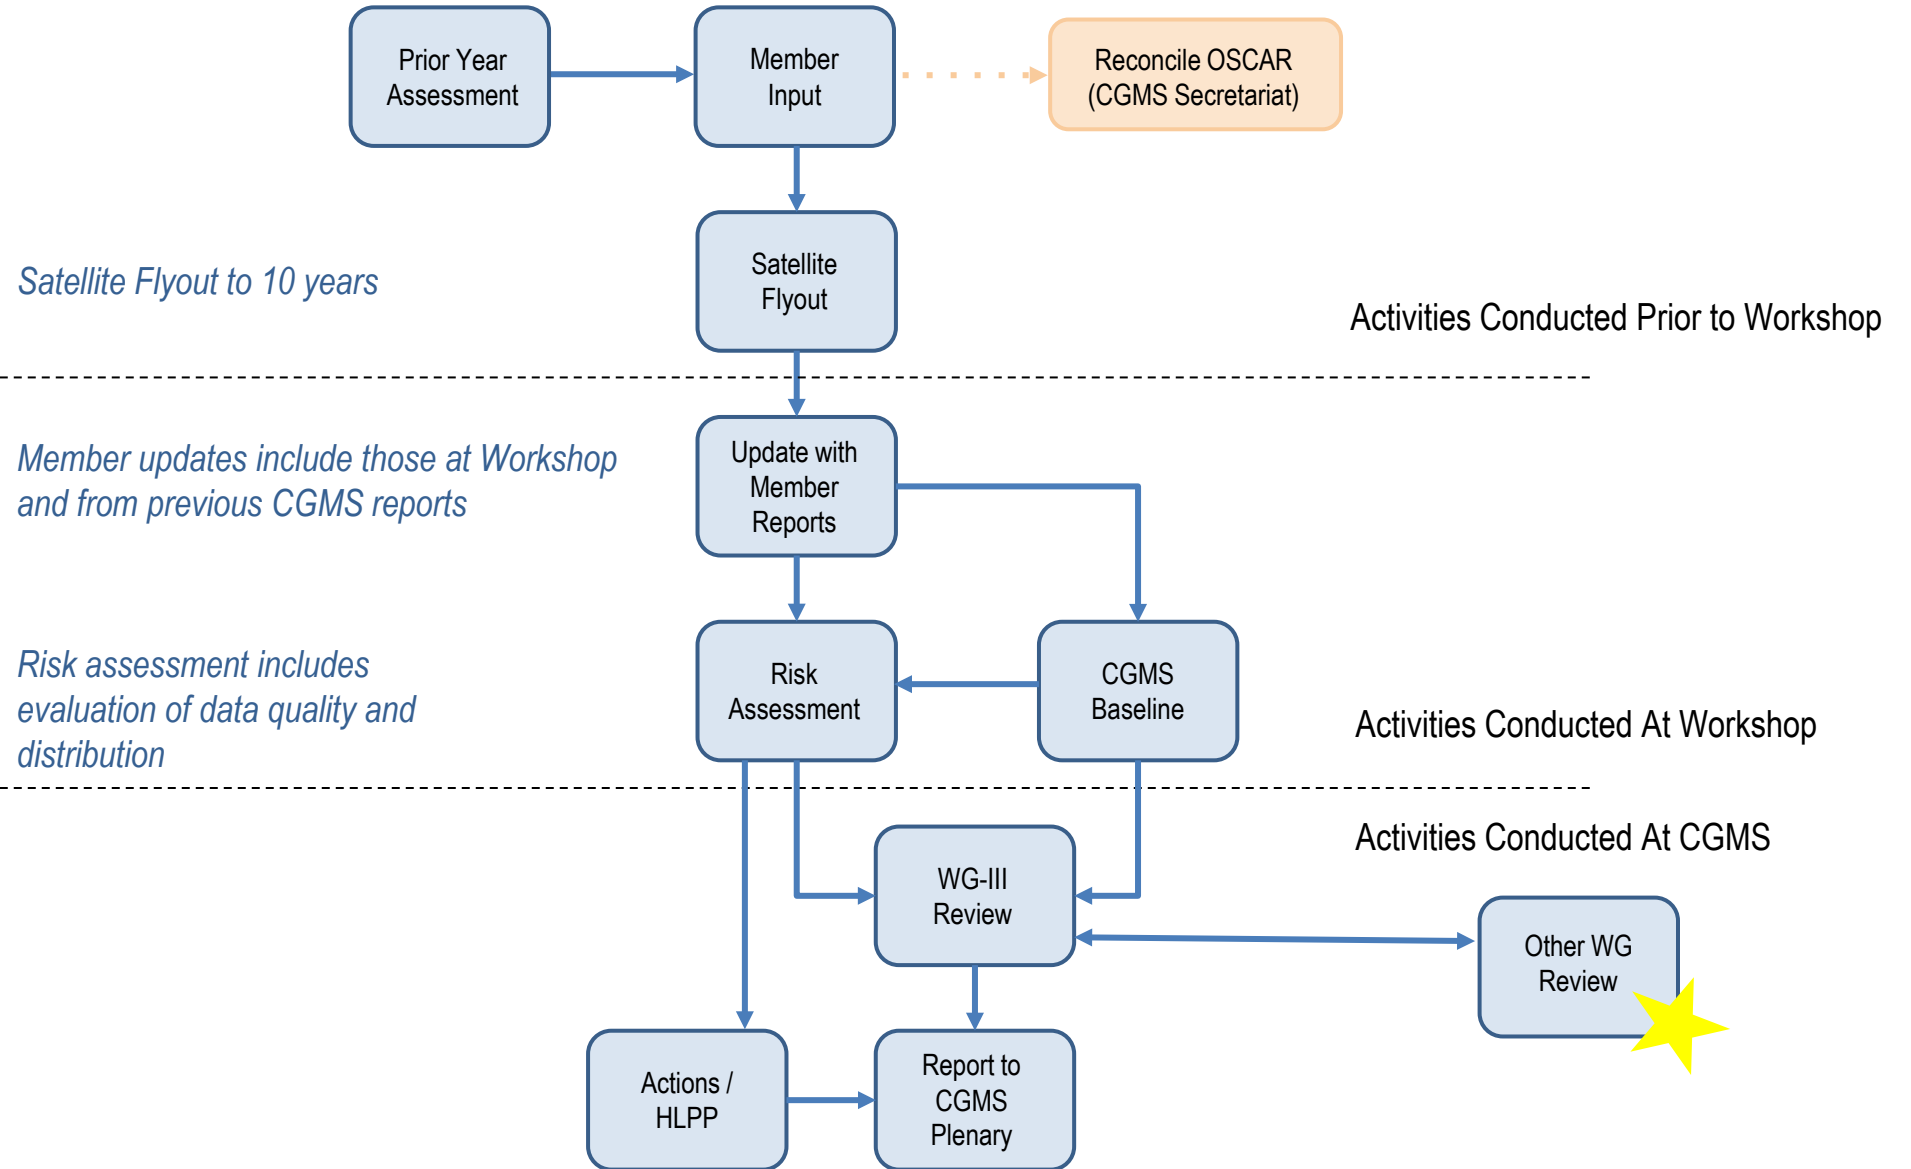 Prior Year
Assessment
Member
Input
Reconcile OSCAR
(CGMS Secretariat)
Satellite
Flyout
Satellite Flyout to 10 years
Activities Conducted Prior to Workshop
Update with
Member
Reports
Member updates include those at Workshop
and from previous CGMS reports
Risk
Assessment
CGMS
Baseline
Risk assessment includes
evaluation of data quality and
distribution
Activities Conducted At Workshop
Activities Conducted At CGMS
WG-III
Review
Other WG
Review
Actions /
HLPP
Report to
CGMS
Plenary